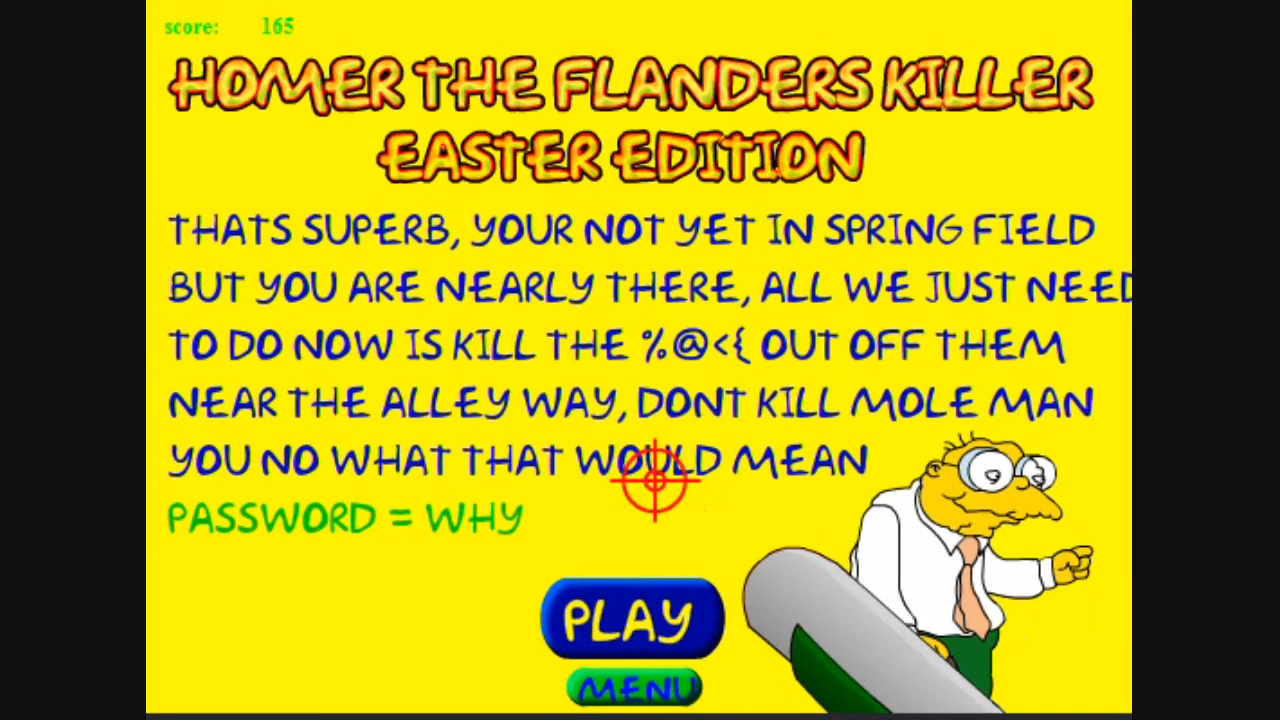 score: 165
HOMER THE FLANDERS KILLER
EASTER EDITION
THATS SUPERB, YOUR NOT YET IN SPRING FIELD
BUT YOU ARE NEARLY THERE, ALL WE JUST NEED
TO DO NOW IS KILL THE %@<{ OUT OFF THEM
NEAR THE ALLEY WAY, DONT KILL MOLE MAN
YOU NO WHAT THAT WOULD MEAN
PASSWORD = WHY
PLAY
MENU